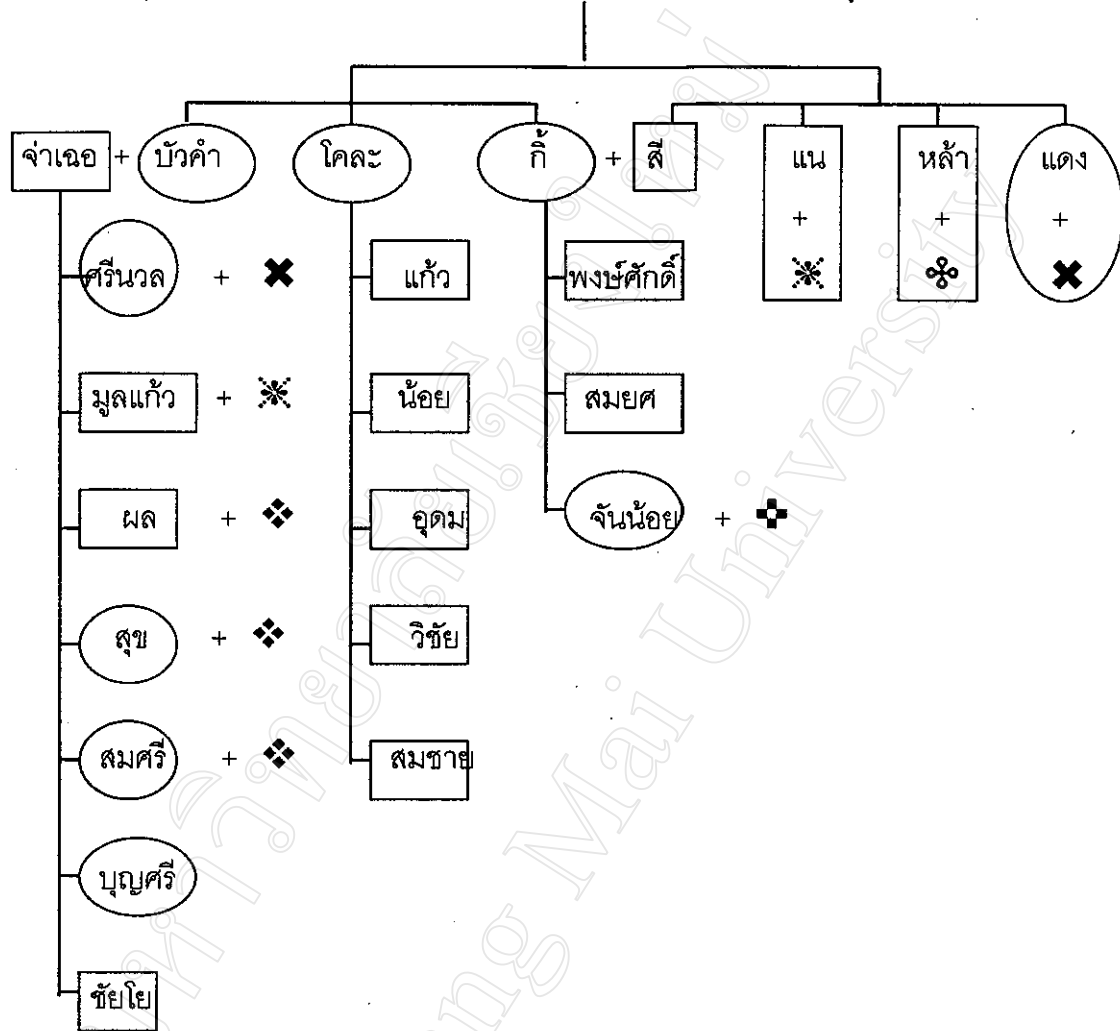 จ่าเฉอ + บัวคำ โคละ กิ้ + สี แน หล้า แดง
+ + +
ศรีนวล + ✖ แก้ว พงษ์ศักดิ์ ※ ✖
มูลแก้ว + ※ น้อย สมยศ
ผล + ❖ อุดม จันน้อย +
สุข + ❖ วิชัย
สมศรี + ❖ สมชาย
บุญศรี
ชัยโย
Mai University